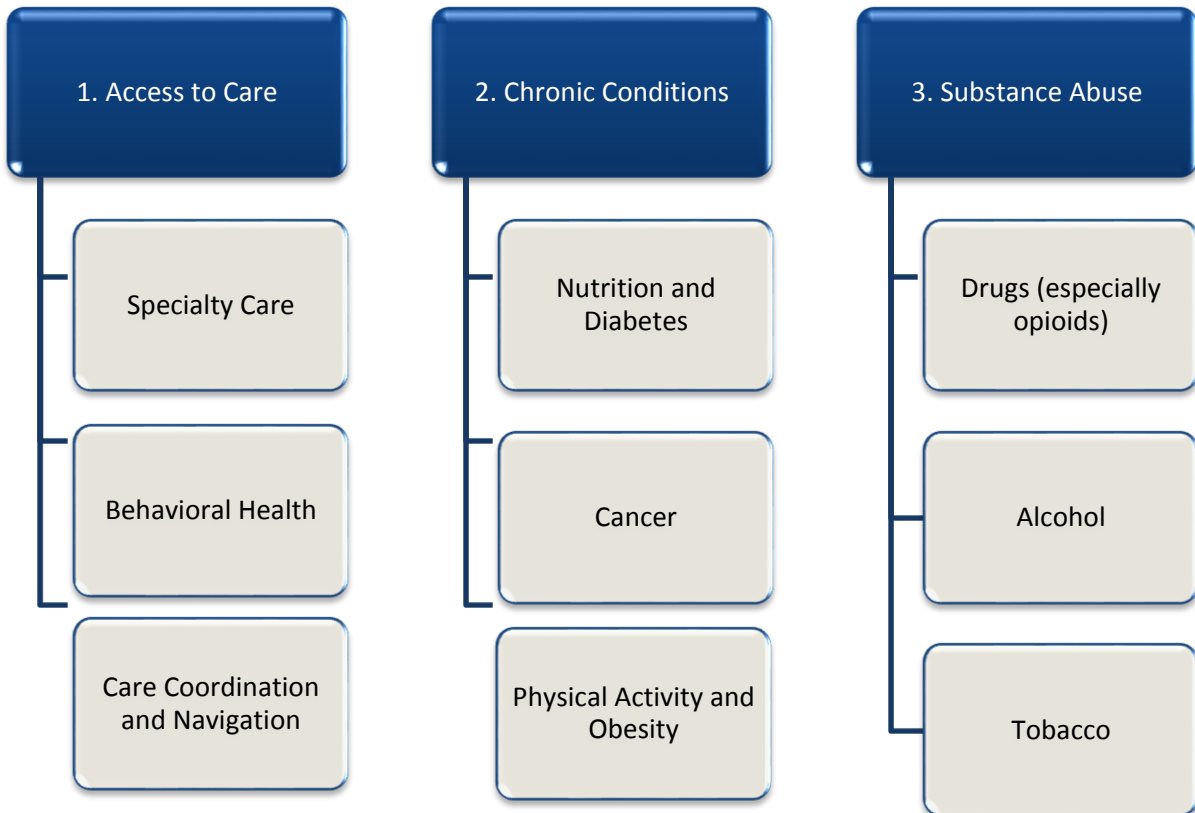 1. Access to Care
Specialty Care
Behavioral Health
Care Coordination
and Navigation
2. Chronic Conditions
Nutrition and
Diabetes
Cancer
Physical Activity and
Obesity
3. Substance Abuse
Drugs (especially
opioids)
Alcohol
Tobacco